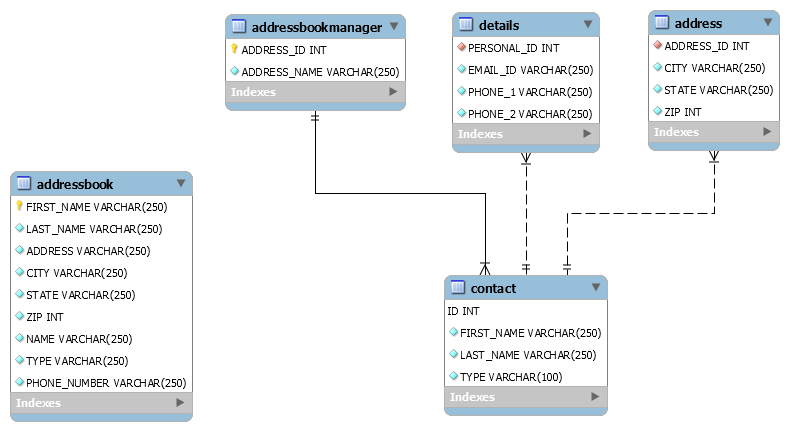 addressbookmanager
ADDRESS_ID INT
ADDRESS_NAME VARCHAR(250)
Indexes
details
PERSONAL_ID INT
EMAIL_ID VARCHAR(250)
PHONE_1 VARCHAR(250)
PHONE_2 VARCHAR(250)
Indexes
address
ADDRESS_ID INT
CITY VARCHAR(250)
STATE VARCHAR(250)
ZIP INT
Indexes
addressbook
FIRST_NAME VARCHAR(250)
LAST_NAME VARCHAR(250)
ADDRESS VARCHAR(250)
CITY VARCHAR(250)
STATE VARCHAR(250)
ZIP INT
NAME VARCHAR(250)
TYPE VARCHAR(250)
PHONE_NUMBER VARCHAR(250)
Indexes
contact
ID INT
FIRST_NAME VARCHAR(250)
LAST_NAME VARCHAR(250)
TYPE VARCHAR(100)
Indexes